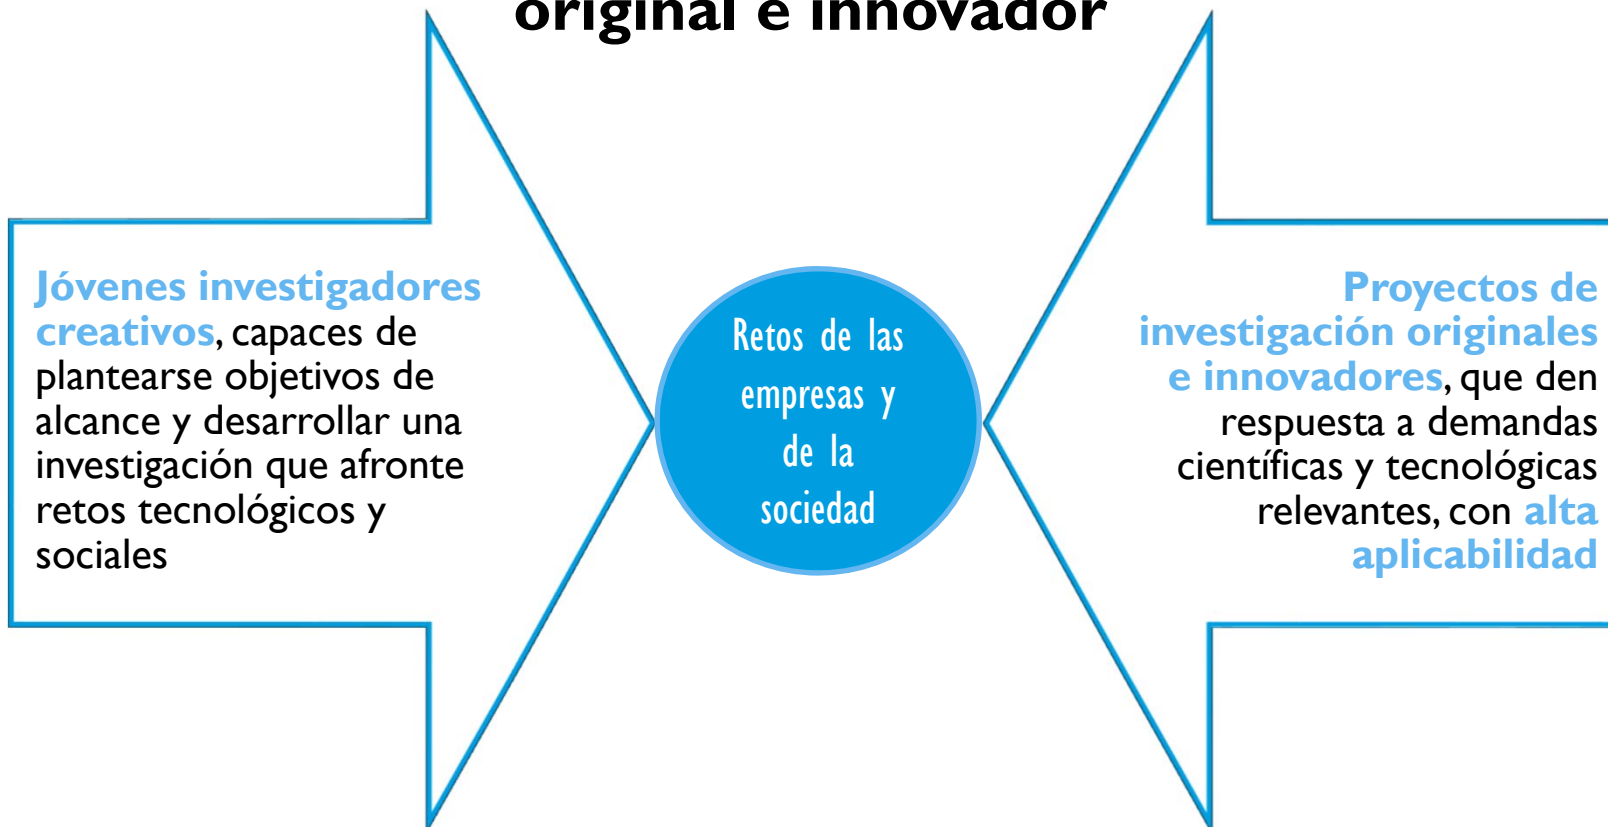 original e innovador
Jóvenes investigadores
creativos, capaces de
plantearse objetivos de
alcance y desarrollar una
investigación que afronte
retos tecnológicos y
sociales
Retos de las
empresas y
de la
sociedad
Proyectos de
investigación originales
e innovadores, que den
respuesta a demandas
científicas y tecnológicas
relevantes, con alta
aplicabilidad